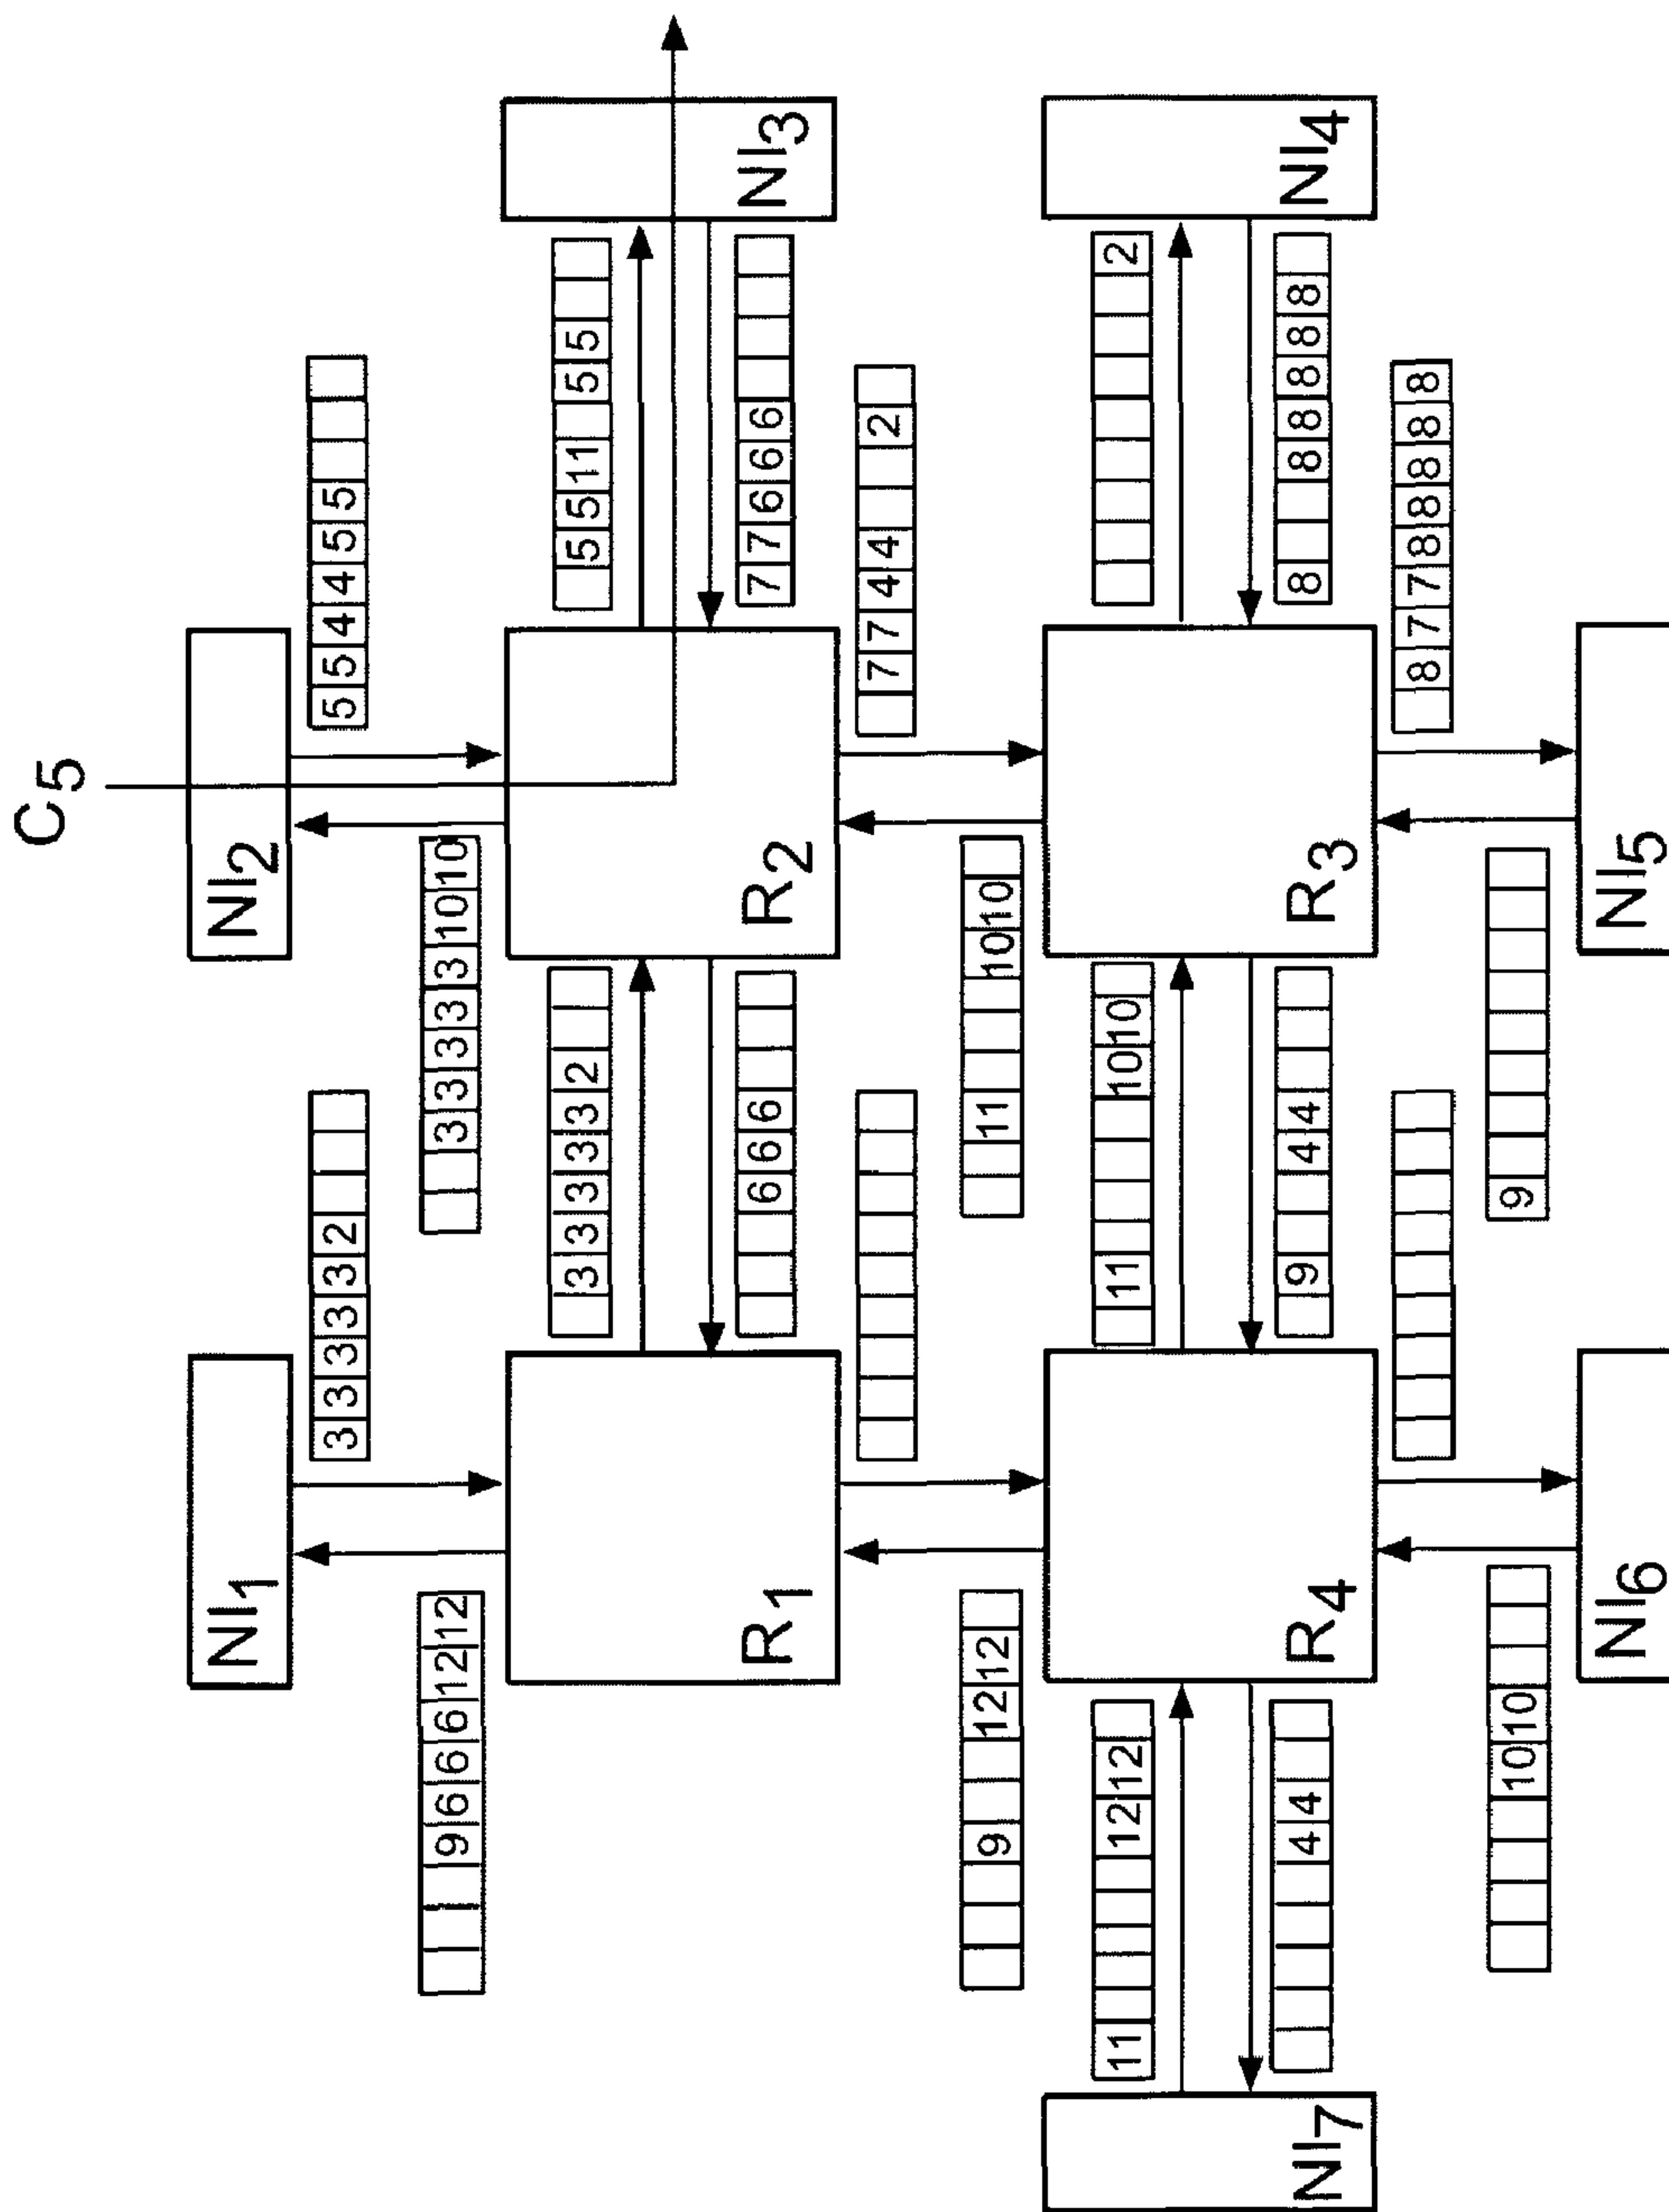 C5
NI1
NI2
3 3 3 3 3 2
5 5 4 4 5 5
9 6 6 6 12 12
3 3 3 3 3 10 10
3 3 3 3 3 2
5 5 11 5 5
R1
6 6 6
R2
7 7 6 6 6
NI3
7 7 4 4 2
9 12 12
11 10 10
11 12 12
11 10 10
2
NI7
4 4
R4
9 4 4
R3
8 8 8 8 8 8
NI4
8 7 7 8 8 8 8 8
10 10
9
NI6
NI5